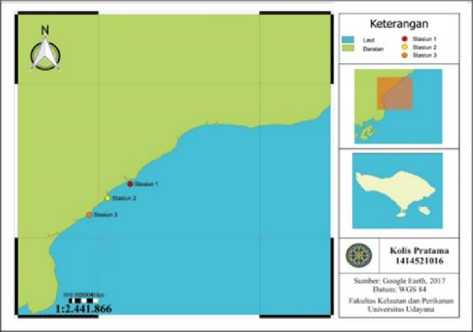 N
Stasiun 1
Stasiun 2
Stasiun 3
1:2.441.866
Keterangan
Laut
Daratan
Stasiun 1
Stasiun 2
Stasiun 3
Kolis Pratama
1414521016
Sumber: Google Earth, 2017
Datum: WGS 84
Fakultas Kelautan dan Perikanan
Universitas Udayana